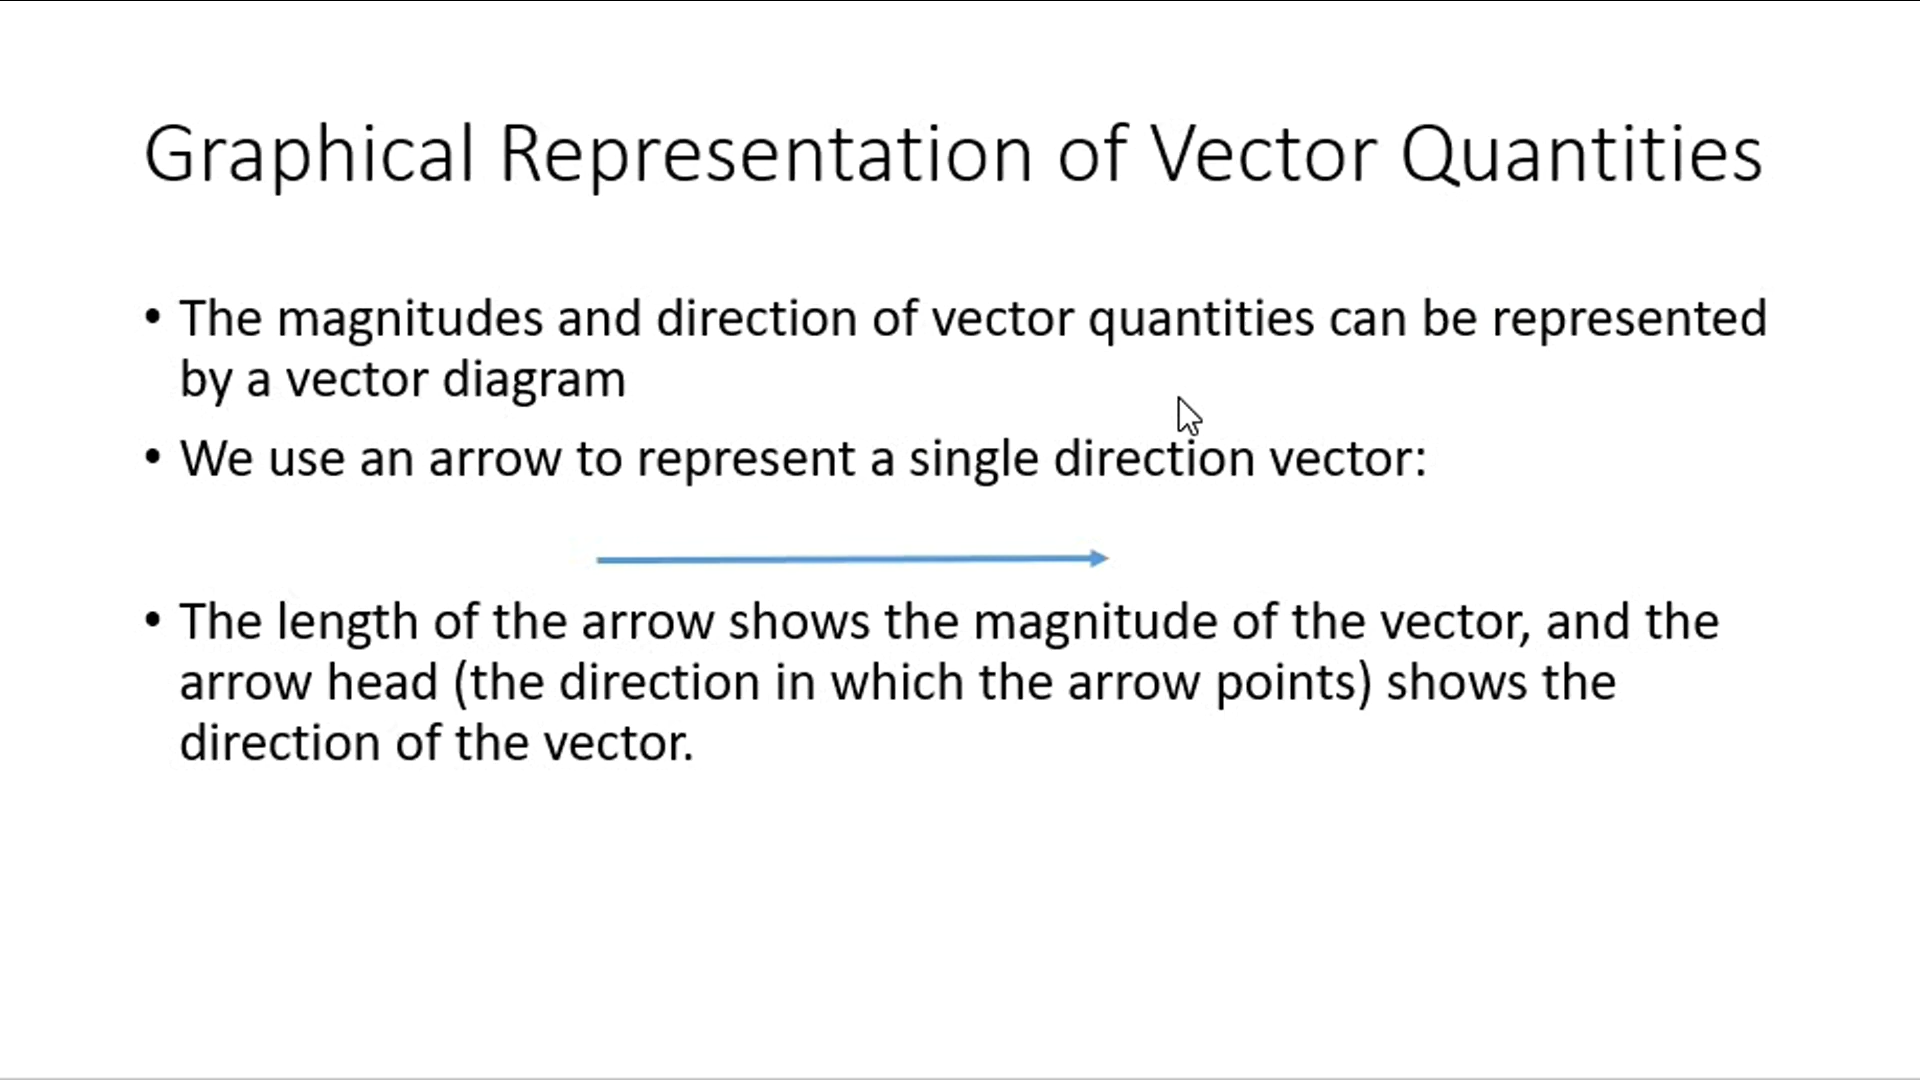 Graphical Representation of Vector Quantities
• The magnitudes and direction of vector quantities can be represented
by a vector diagram
• We use an arrow to represent a single direction vector:
• The length of the arrow shows the magnitude of the vector, and the
arrow head (the direction in which the arrow points) shows the
direction of the vector.